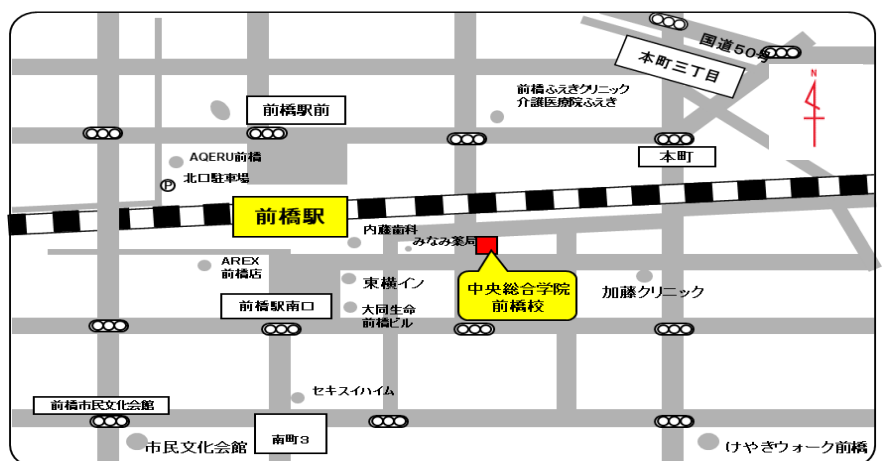 国道50号
本町三丁目
N
前橋ふえきクリニック
介護医療院ふえき
前橋駅前
本町
AQERU前橋
北口駐車場
P
前橋駅
内藤歯科
みなみ薬局
AREX
前橋店
東横イン
中央総合学院
前橋校
加藤クリニック
前橋駅南口
大同生命
前橋ビル
セキスイハイム
前橋市民文化会館
市民文化会館
南町3
けやきウォーク前橋